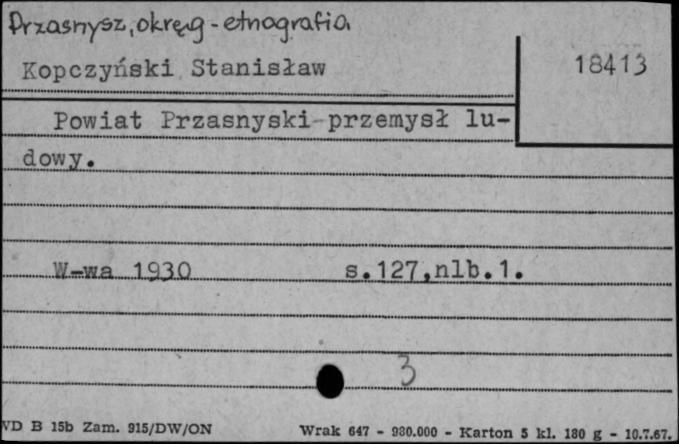 Przasnysz, okręg - etnografia
Kopczyński Stanisław
18413
Powiat Przasnyski-przemysł lu-
dowy.
W-wa 1930 s.127,nlb.1.
3
VD B 15b Zam. 915/DW/ON Wrak 647 - 980.000 - Karton 5 kl. 180 g - 10.7.67.